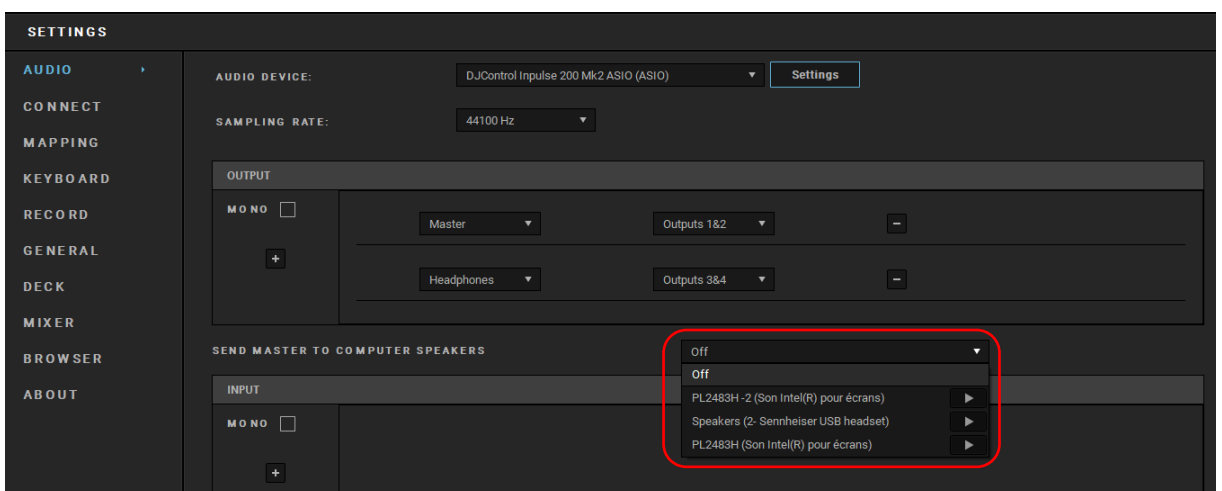 SETTINGS
AUDIO
CONNECT
MAPPING
KEYBOARD
RECORD
GENERAL
DECK
MIXER
BROWSER
ABOUT
AUDIO DEVICE: DJControl Inpulse 200 Mk2 ASIO (ASIO) Settings
SAMPLING RATE: 44100 Hz
OUTPUT
MONO
Master Outputs 1&2 −
+
Headphones Outputs 3&4 −
SEND MASTER TO COMPUTER SPEAKERS Off
Off
PL2483H -2 (Son Intel(R) pour écrans)
Speakers (2- Sennheiser USB headset)
PL2483H (Son Intel(R) pour écrans)
INPUT
MONO
+